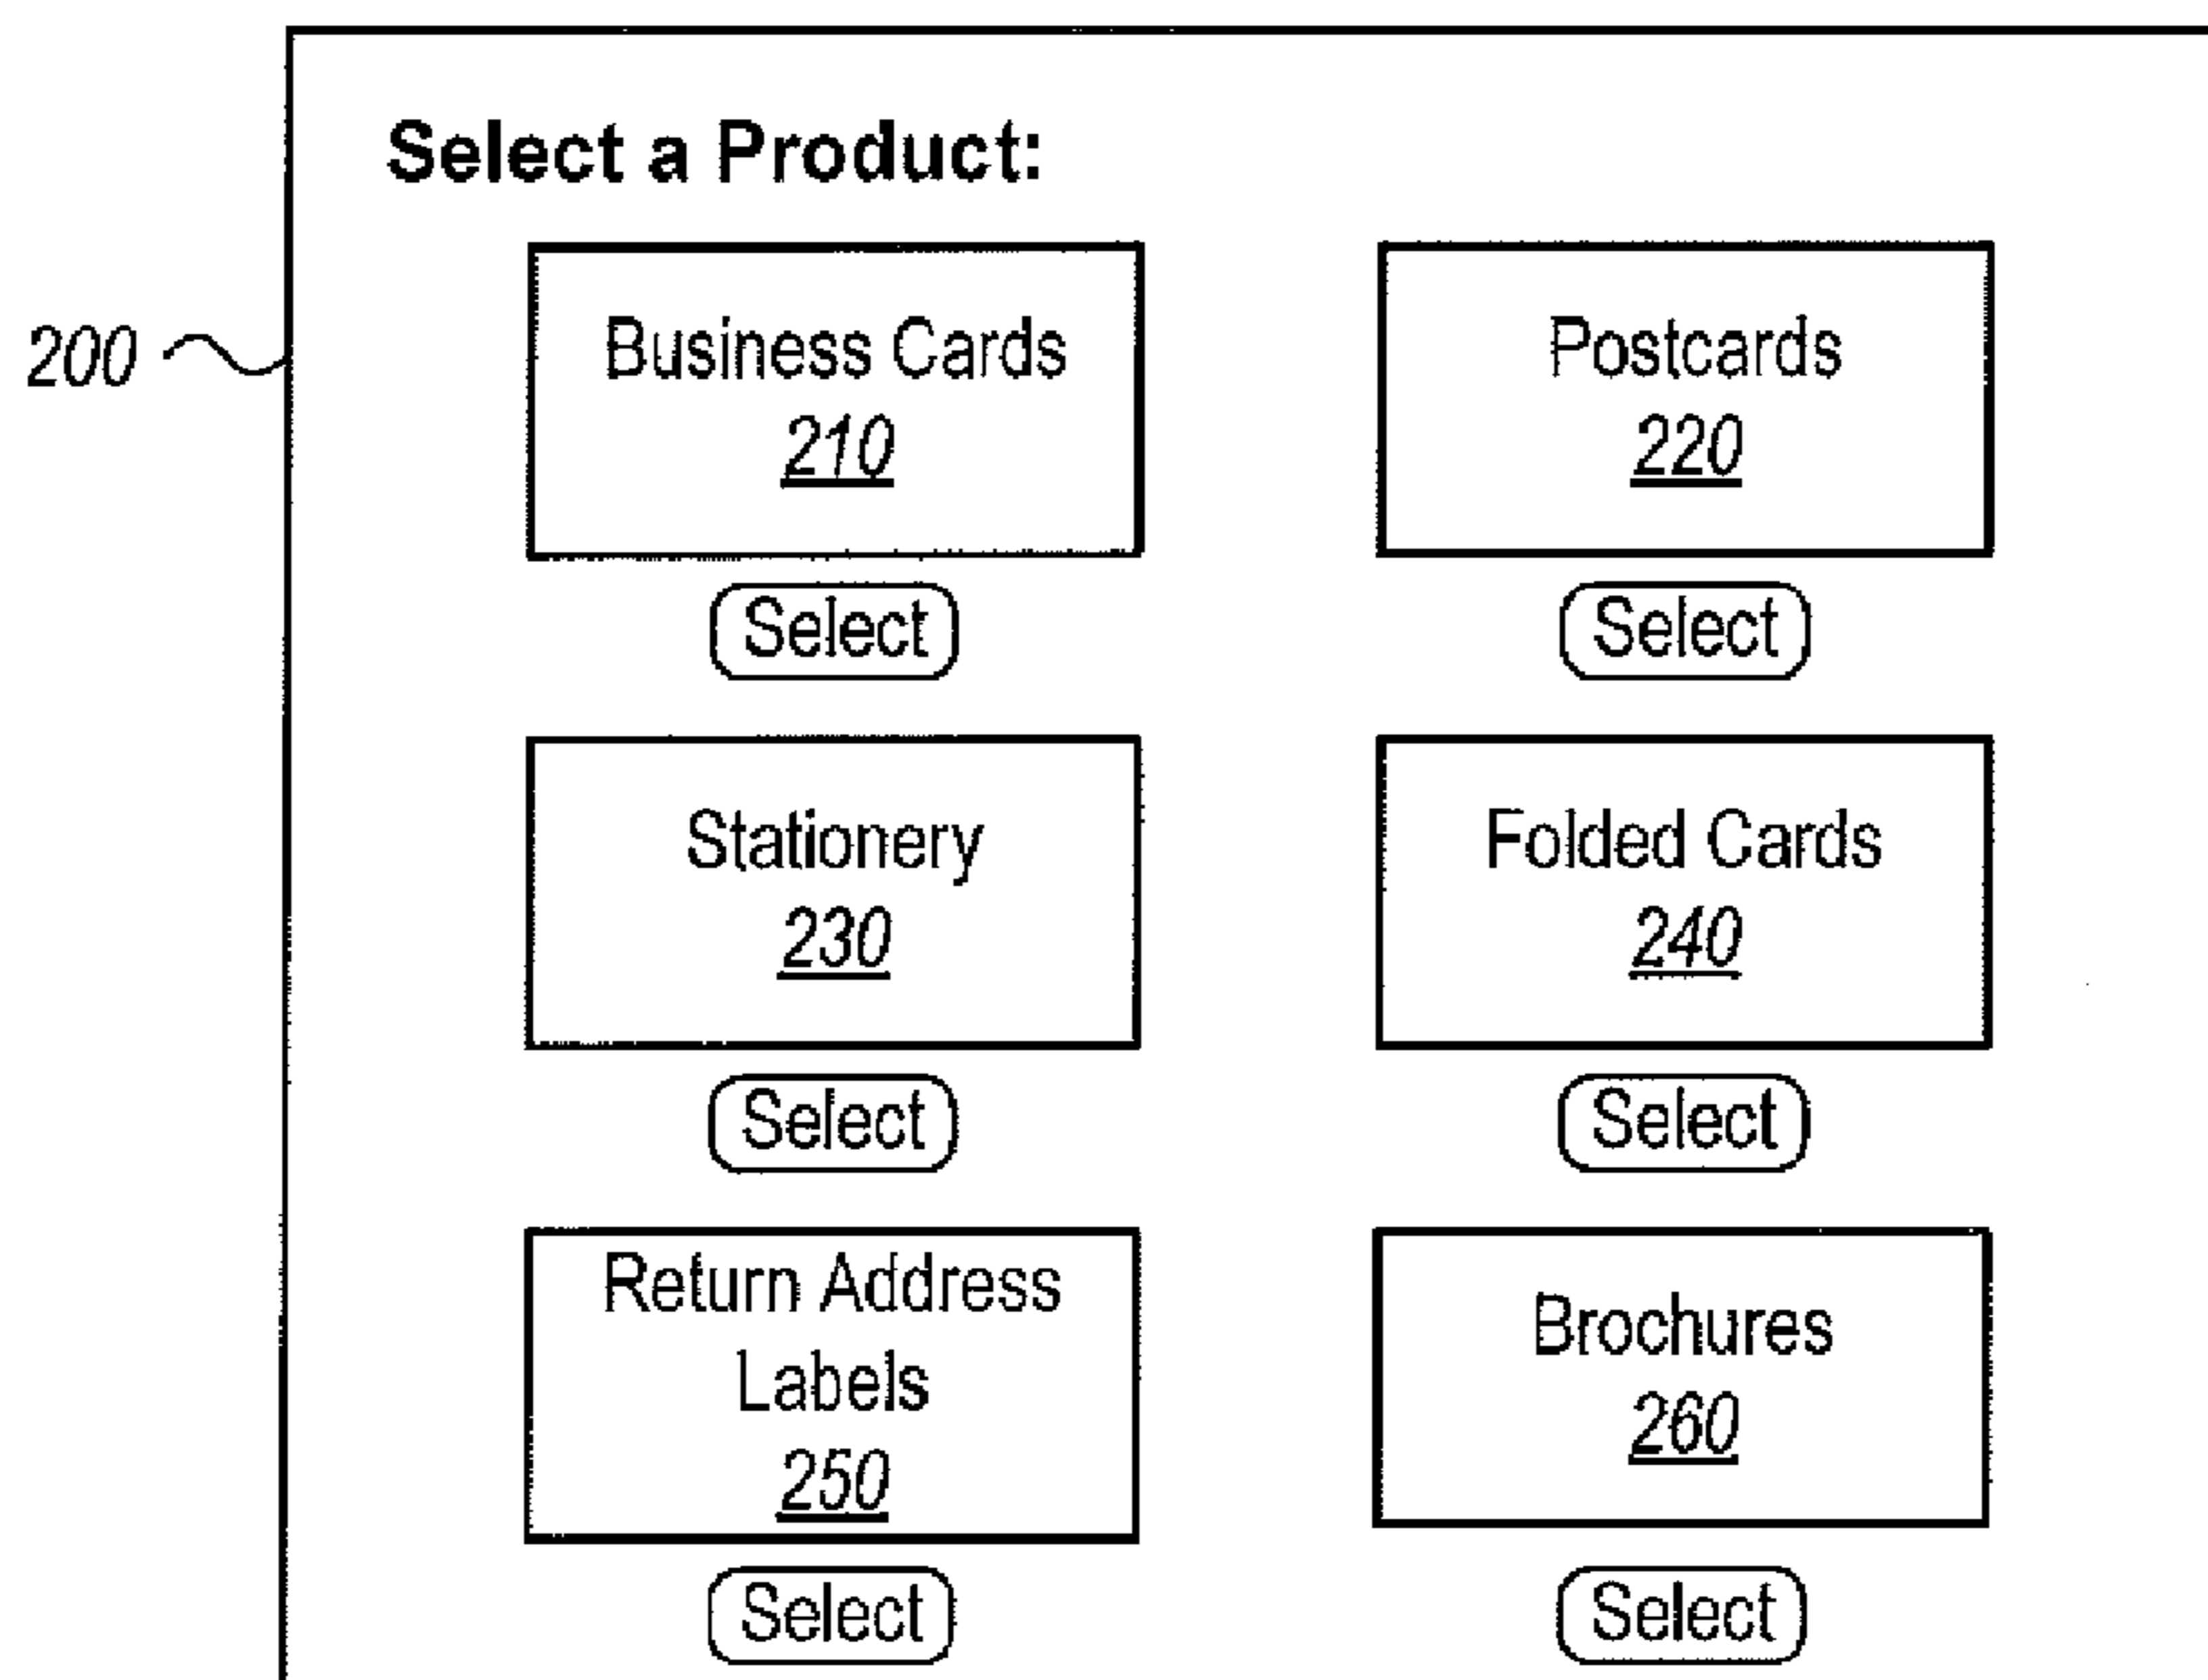 Select a Product:
200
Business Cards
210
Select
Postcards
220
Select
Stationery
230
Select
Folded Cards
240
Select
Return Address
Labels
250
Select
Brochures
260
Select